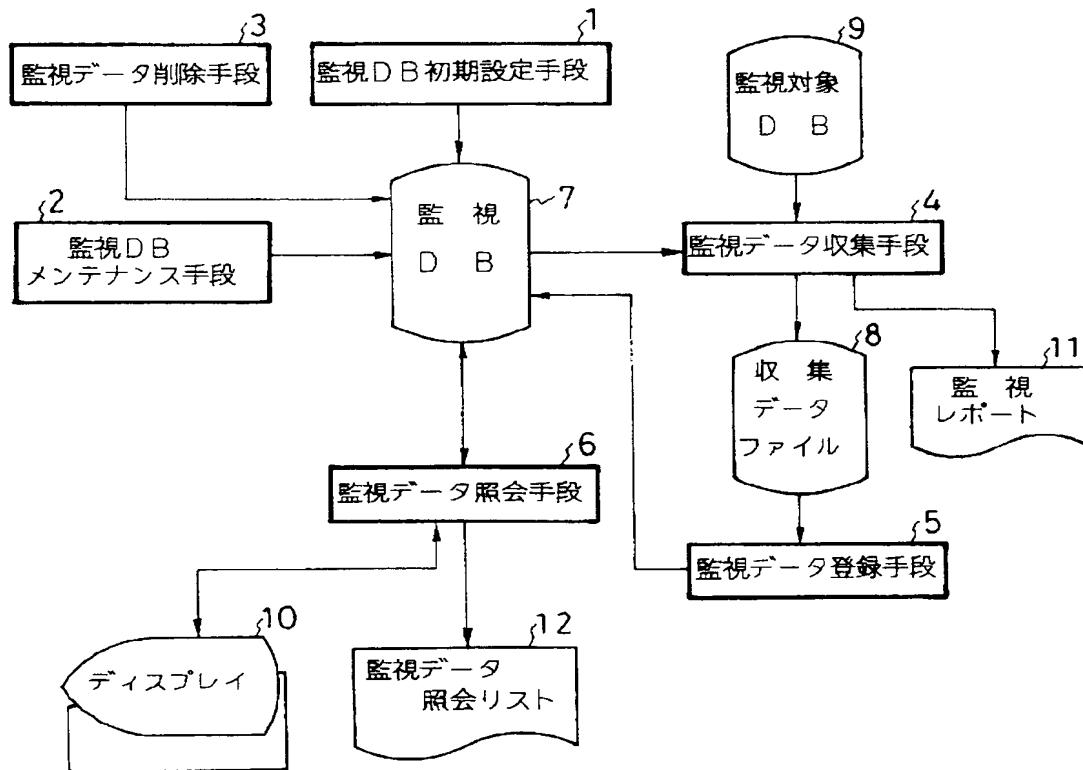 3
監視データ削除手段
1
監視DB初期設定手段
9
監視対象
D B
2
監視DB
メンテナンス手段
監 視
D B
7
4
監視データ収集手段
8
収 集
データ
ファイル
11
監 視
レポート
6
監視データ照会手段
5
監視データ登録手段
10
ディスプレイ
12
監視データ
照会リスト